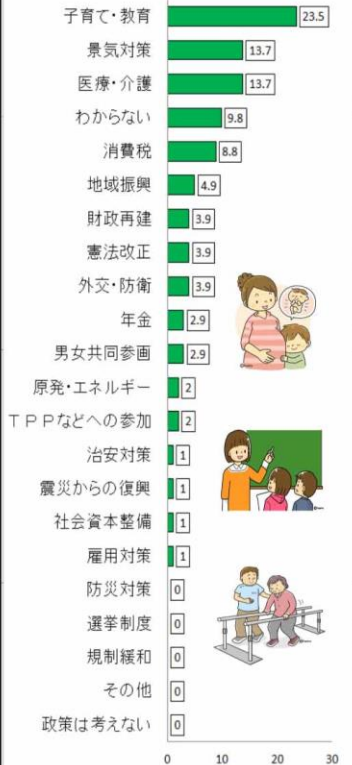 子育て・教育 23.5
景気対策 13.7
医療・介護 13.7
わからない 9.8
消費税 8.8
地域振興 4.9
財政再建 3.9
憲法改正 3.9
外交・防衛 3.9
年金 2.9
男女共同参画 2.9
原発・エネルギー 2
ＴＰＰなどへの参加 2
治安対策 1
震災からの復興 1
社会資本整備 1
雇用対策 1
防災対策 0
選挙制度 0
規制緩和 0
その他 0
政策は考えない 0
0 10 20 30